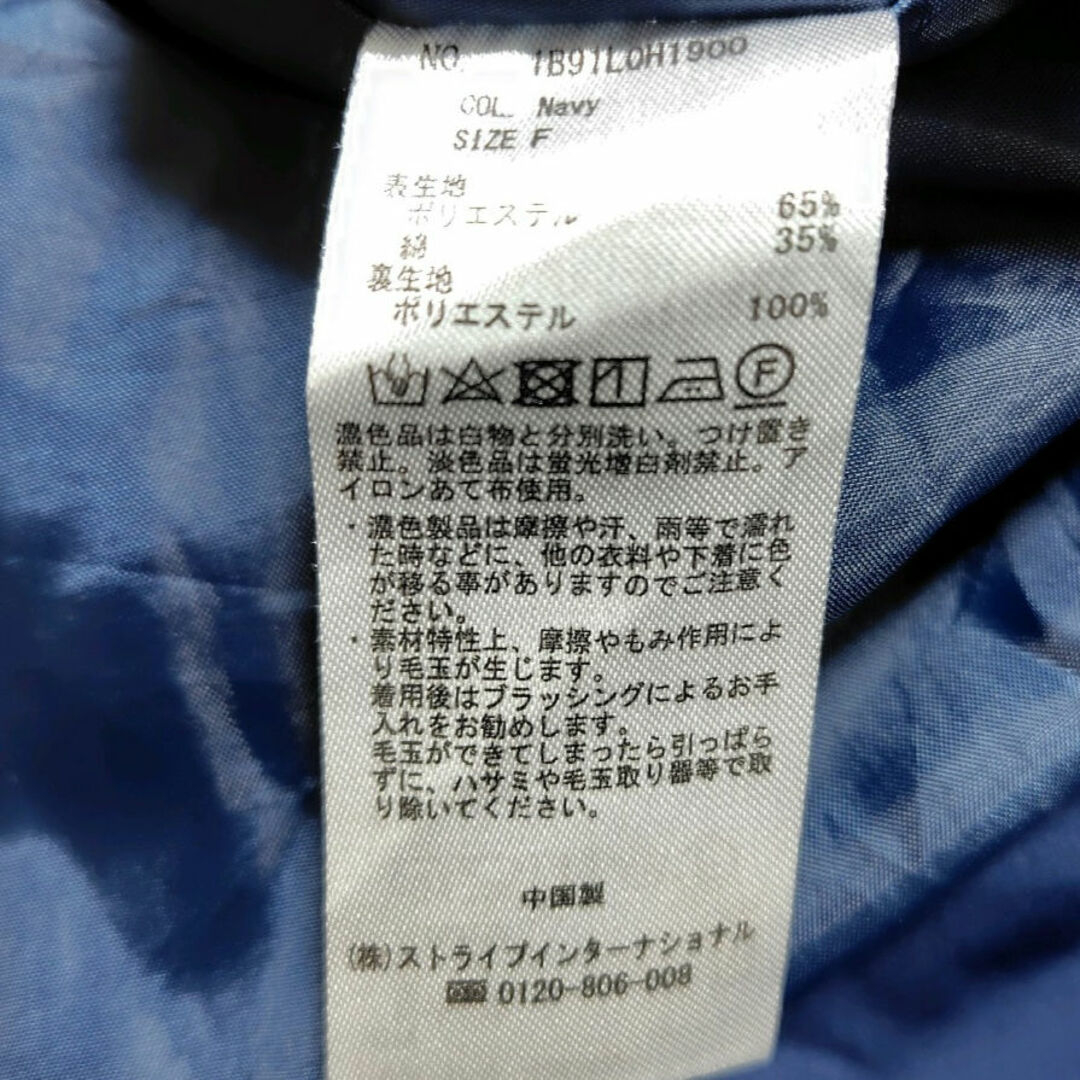 NO. 1B91L0H1900
COL. Navy
SIZE F
表生地
ポリエステル 65%
綿 35%
裏生地
ポリエステル 100%
F
濃色品は白物と分別洗い。つけ置き
禁止。淡色品は蛍光増白剤禁止。ア
イロンあて布使用。
・濃色製品は摩擦や汗、雨等で濡れ
た時などに、他の衣料や下着に色
が移る事がありますのでご注意く
ださい。
・素材特性上、摩擦やもみ作用によ
り毛玉が生じます。
着用後はブラッシングによるお手
入れをお勧めします。
毛玉ができてしまったら引っぱら
ずに、ハサミや毛玉取り器等で取
り除いてください。
中国製
(株)ストライプインターナショナル
0120-806-008